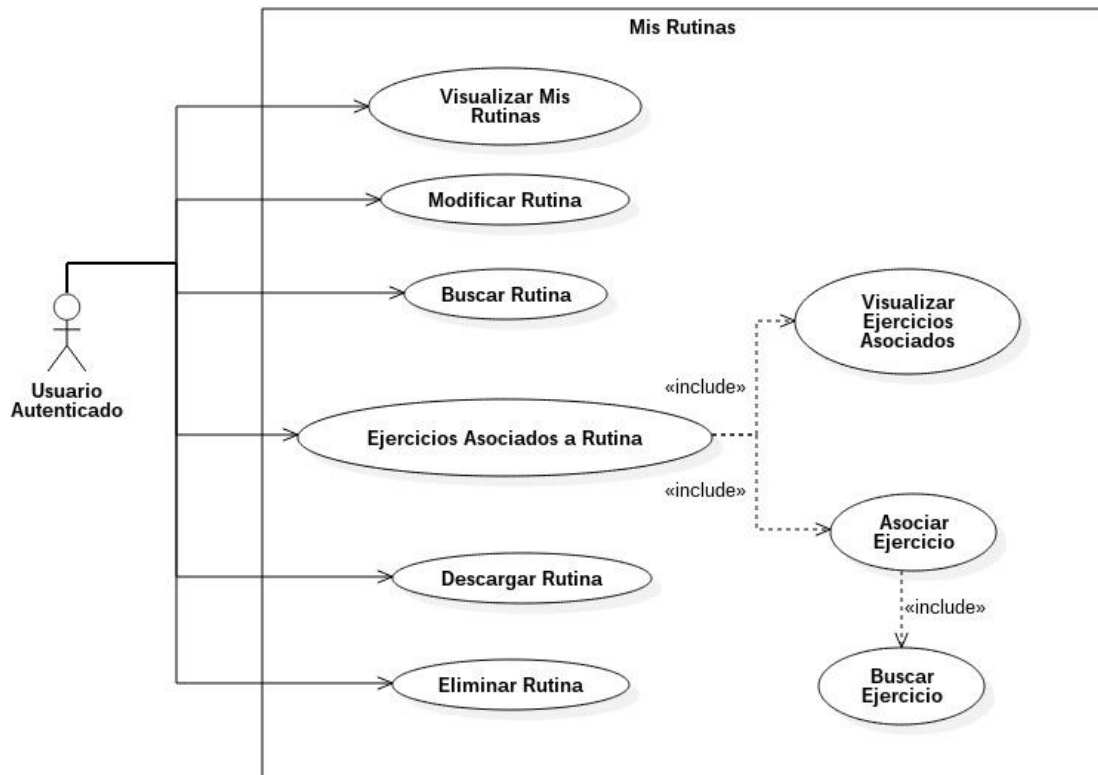 Mis Rutinas
Visualizar Mis
Rutinas
Modificar Rutina
Buscar Rutina
Visualizar
Ejercicios
Asociados
Usuario
Autenticado
«include»
Ejercicios Asociados a Rutina
«include»
Asociar
Ejercicio
Descargar Rutina
«include»
Eliminar Rutina
Buscar
Ejercicio